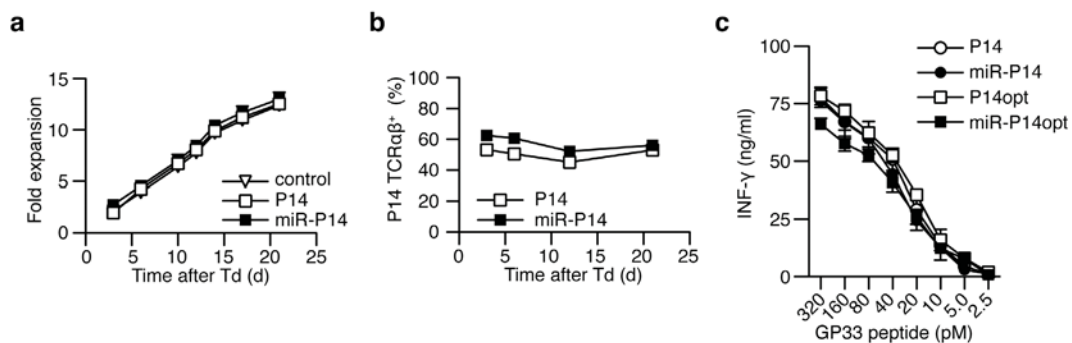 a
Fold expansion
15
10
5
0
0 5 10 15 20 25
Time after Td (d)
control
P14
miR-P14
b
P14 TCRαβ⁺ (%)
100
80
60
40
20
0
0 5 10 15 20 25
Time after Td (d)
P14
miR-P14
c
INF-γ (ng/ml)
100
75
50
25
0
320 160 80 40 20 10 5.0 2.5
GP33 peptide (pM)
P14
miR-P14
P14opt
miR-P14opt